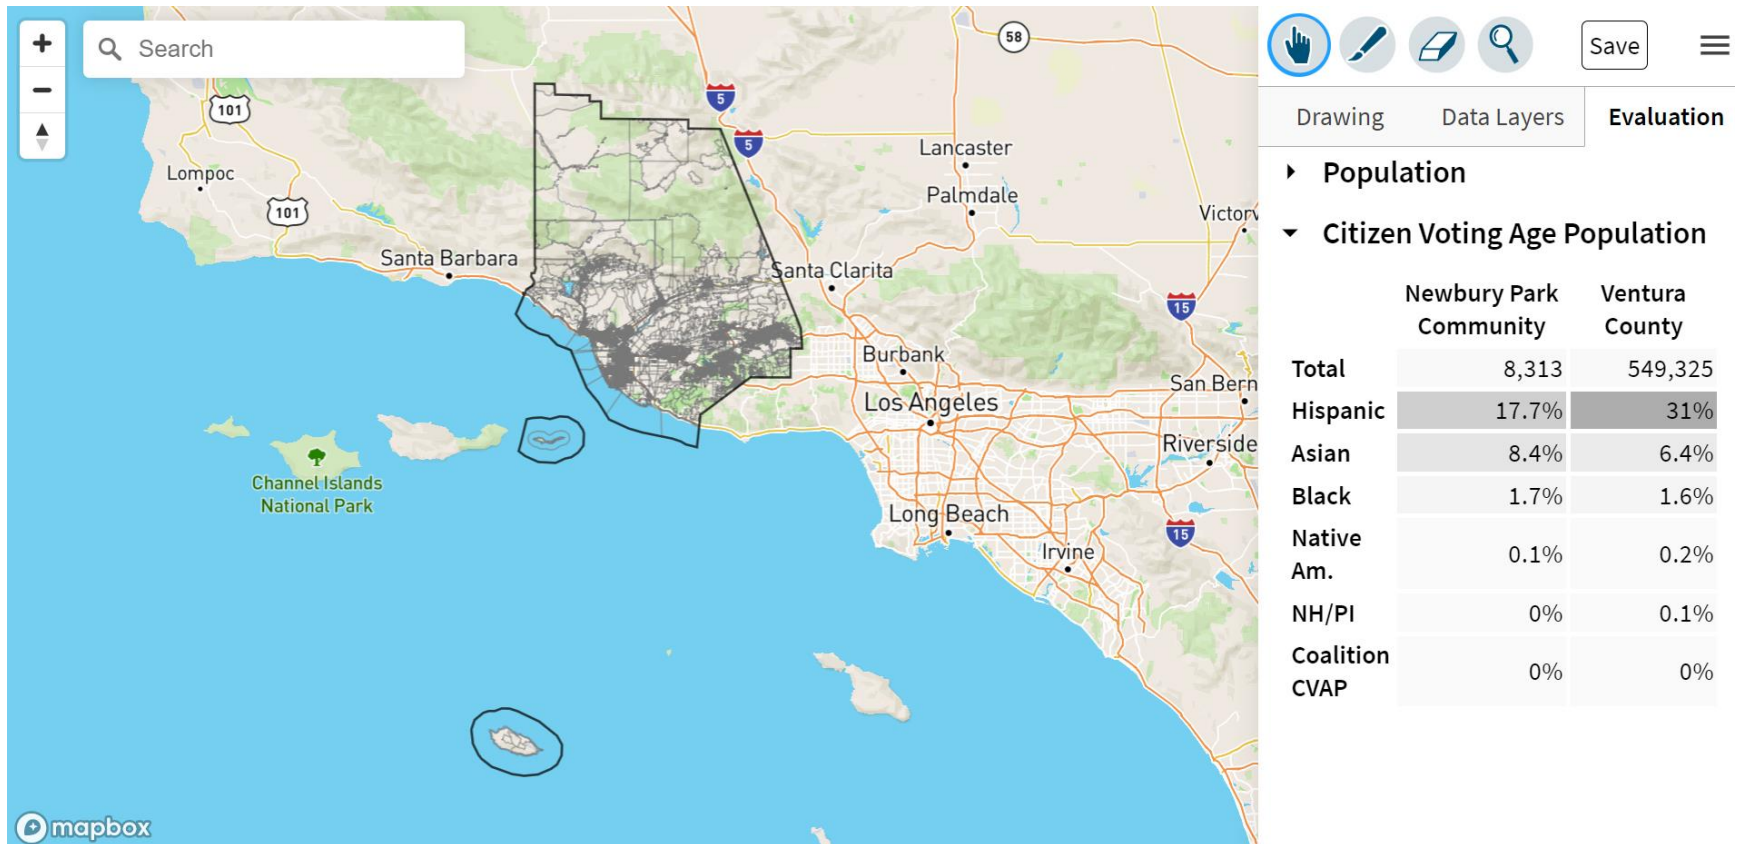 Search
58
Save
5
101
Drawing
Data Layers
Evaluation
5
Lancaster
Lompoc
Population
Palmdale
101
Victorv
Citizen Voting Age Population
Santa Barbara
Santa Clarita
Newbury Park Community
Ventura County
15
Burbank
Total 8,313 549,325
San Bern
Los Angeles
Hispanic 17.7% 31%
Riverside
Asian 8.4% 6.4%
Channel Islands
National Park
Black 1.7% 1.6%
Long Beach
15
Irvine
Native Am. 0.1% 0.2%
NH/PI 0% 0.1%
Coalition CVAP 0% 0%
mapbox